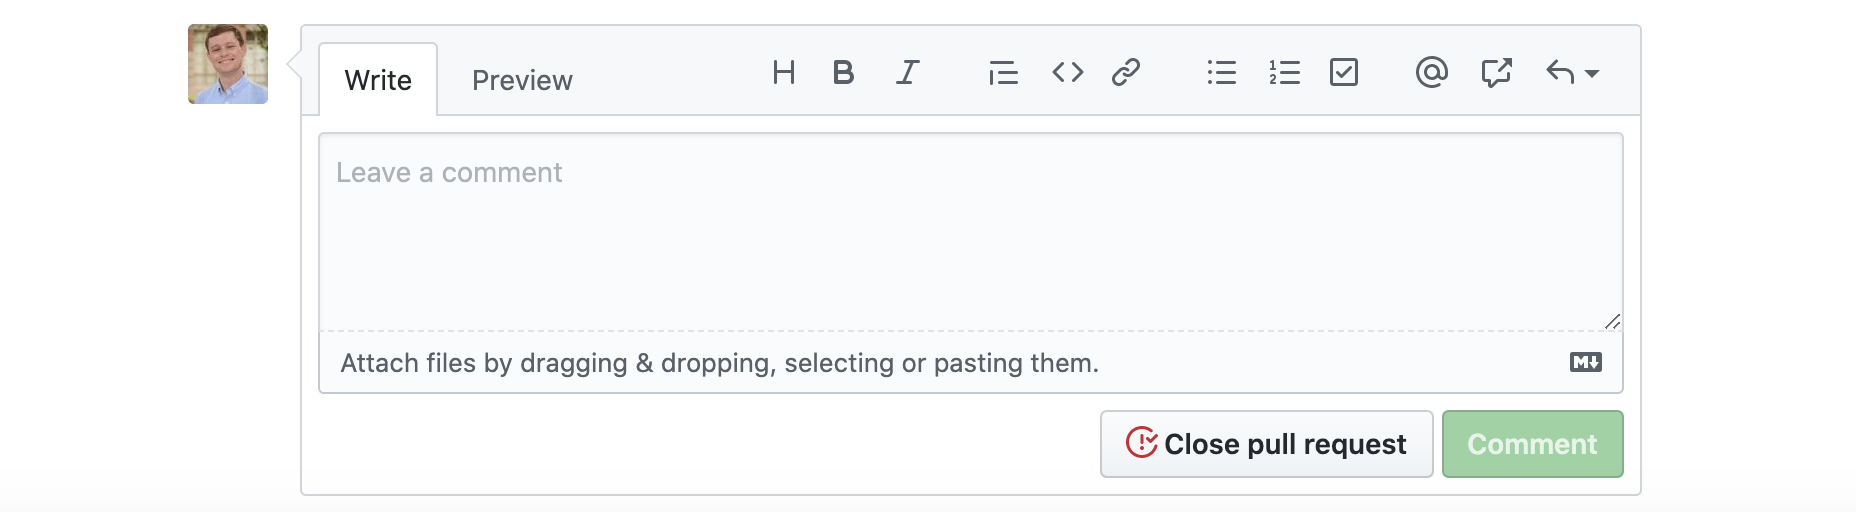 Write Preview H B I
Leave a comment
Attach files by dragging & dropping, selecting or pasting them. M↓
Close pull request Comment